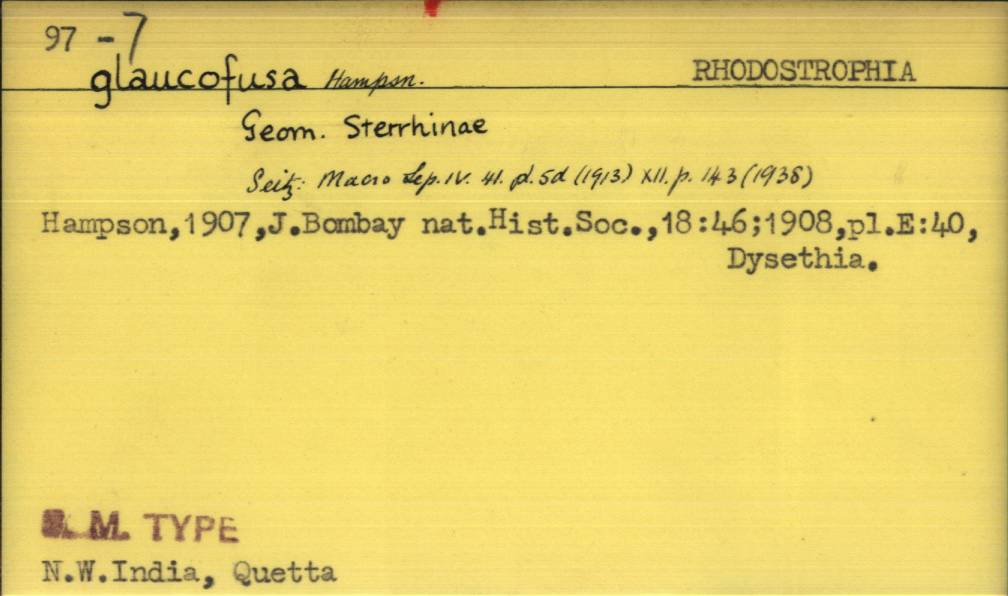 97 -7
glaucofusa Hampsn. RHODOSTROPHIA
Geom. Sterrhinae
Seitz: Macro Lep. IV. 41. pl. 5d (1913) XII. p. 143 (1938)
Hampson,1907,J.Bombay nat.Hist.Soc.,18:46;1908,pl.E:40,
Dysethia.
B. M. TYPE
N.W.India, Quetta